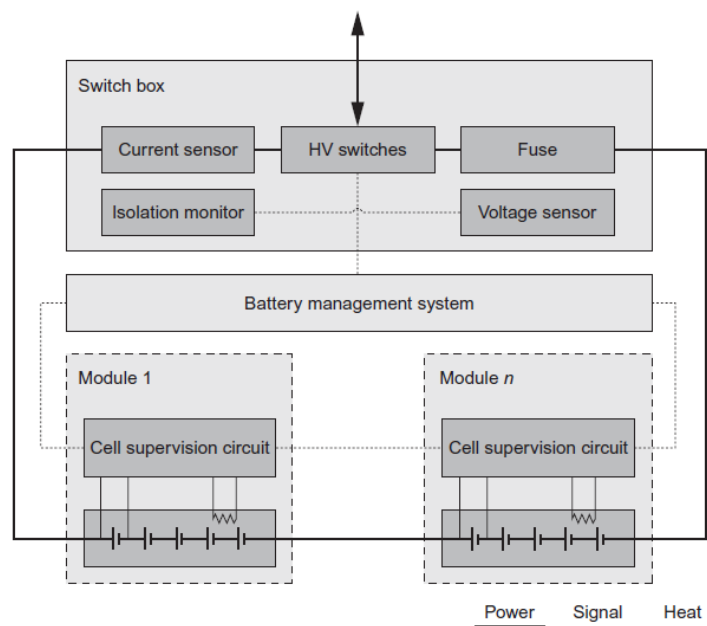 Switch box
Current sensor
HV switches
Fuse
Isolation monitor
Voltage sensor
Battery management system
Module 1
Module n
Cell supervision circuit
Cell supervision circuit
Power Signal Heat